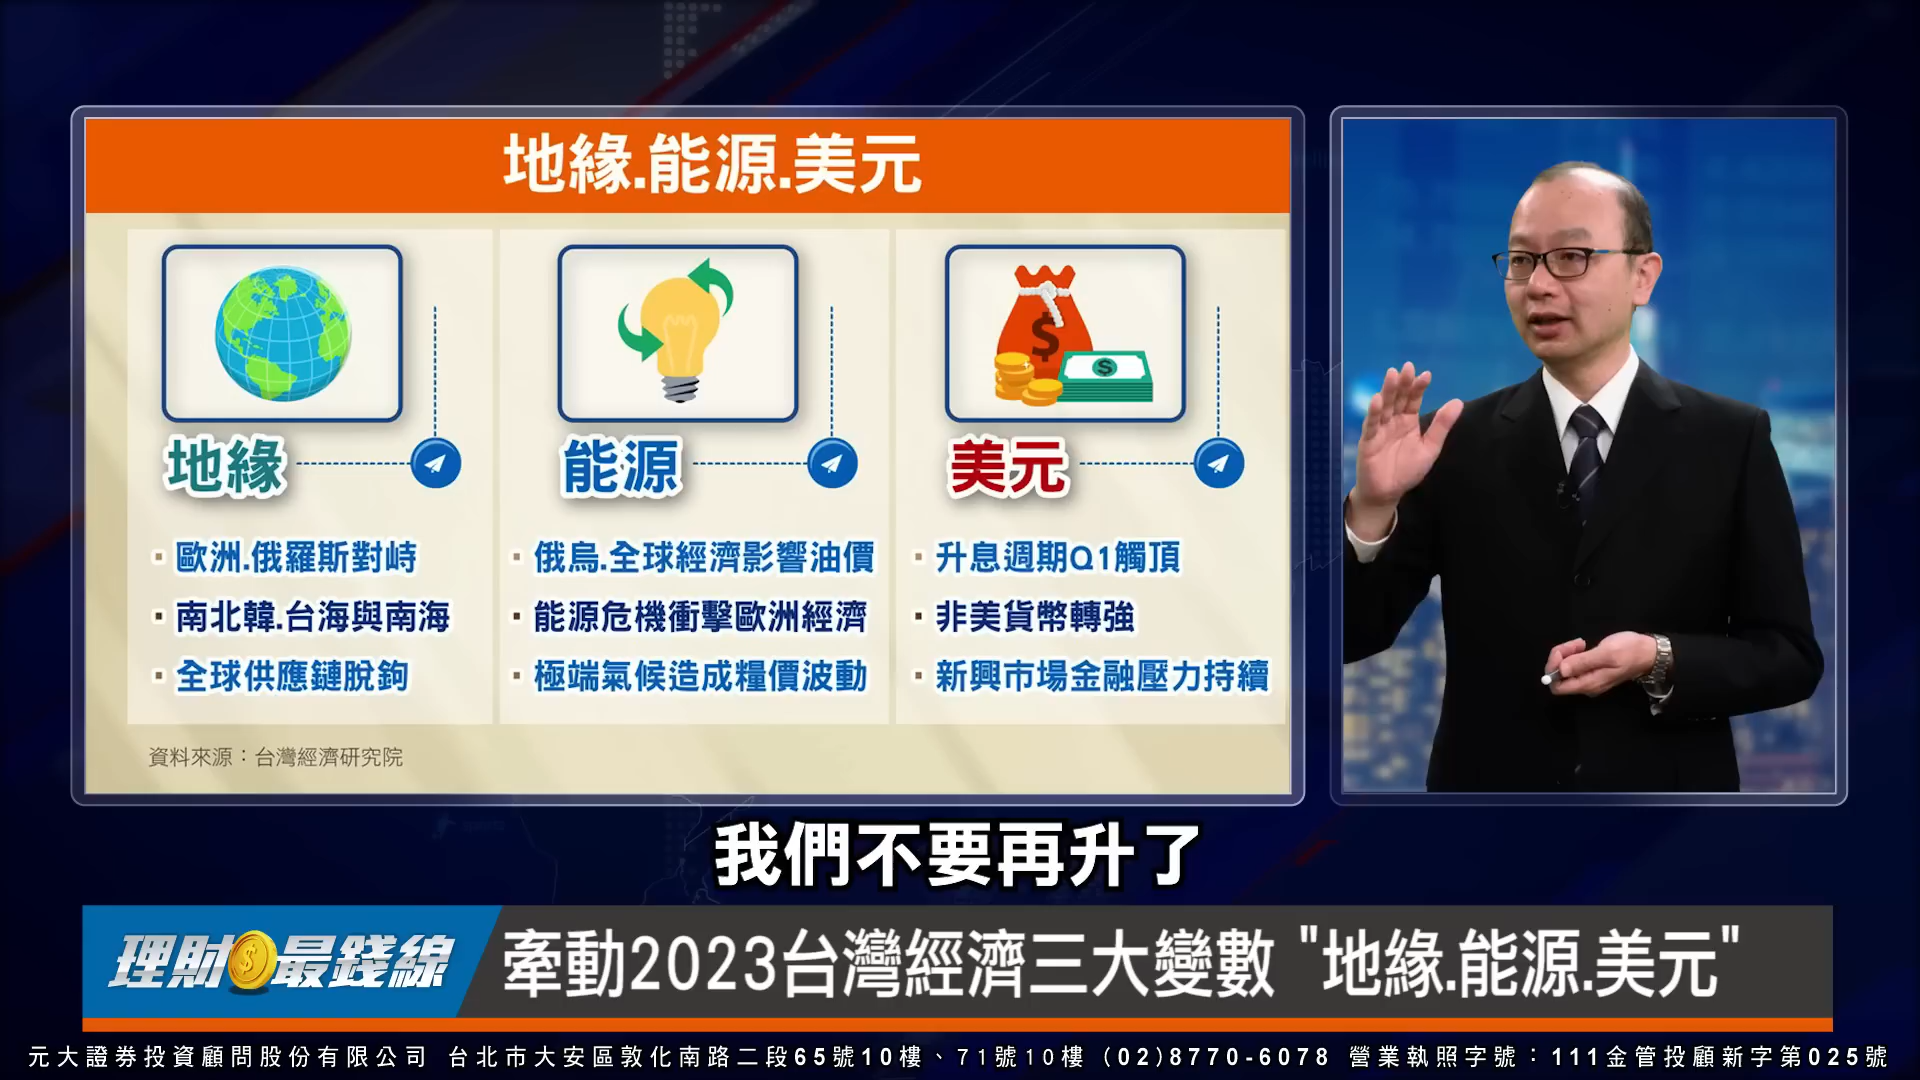 地緣.能源.美元
地緣
· 歐洲.俄羅斯對峙
· 南北韓.台海與南海
· 全球供應鏈脫鉤
能源
· 俄烏.全球經濟影響油價
· 能源危機衝擊歐洲經濟
· 極端氣候造成糧價波動
美元
· 升息週期Q1觸頂
· 非美貨幣轉強
· 新興市場金融壓力持續
資料來源：台灣經濟研究院
我們不要再升了
理財最錢線
牽動2023台灣經濟三大變數 "地緣.能源.美元"
元大證券投資顧問股份有限公司 台北市大安區敦化南路二段65號10樓、71號10樓 (02)8770-6078 營業執照字號：111金管投顧新字第025號